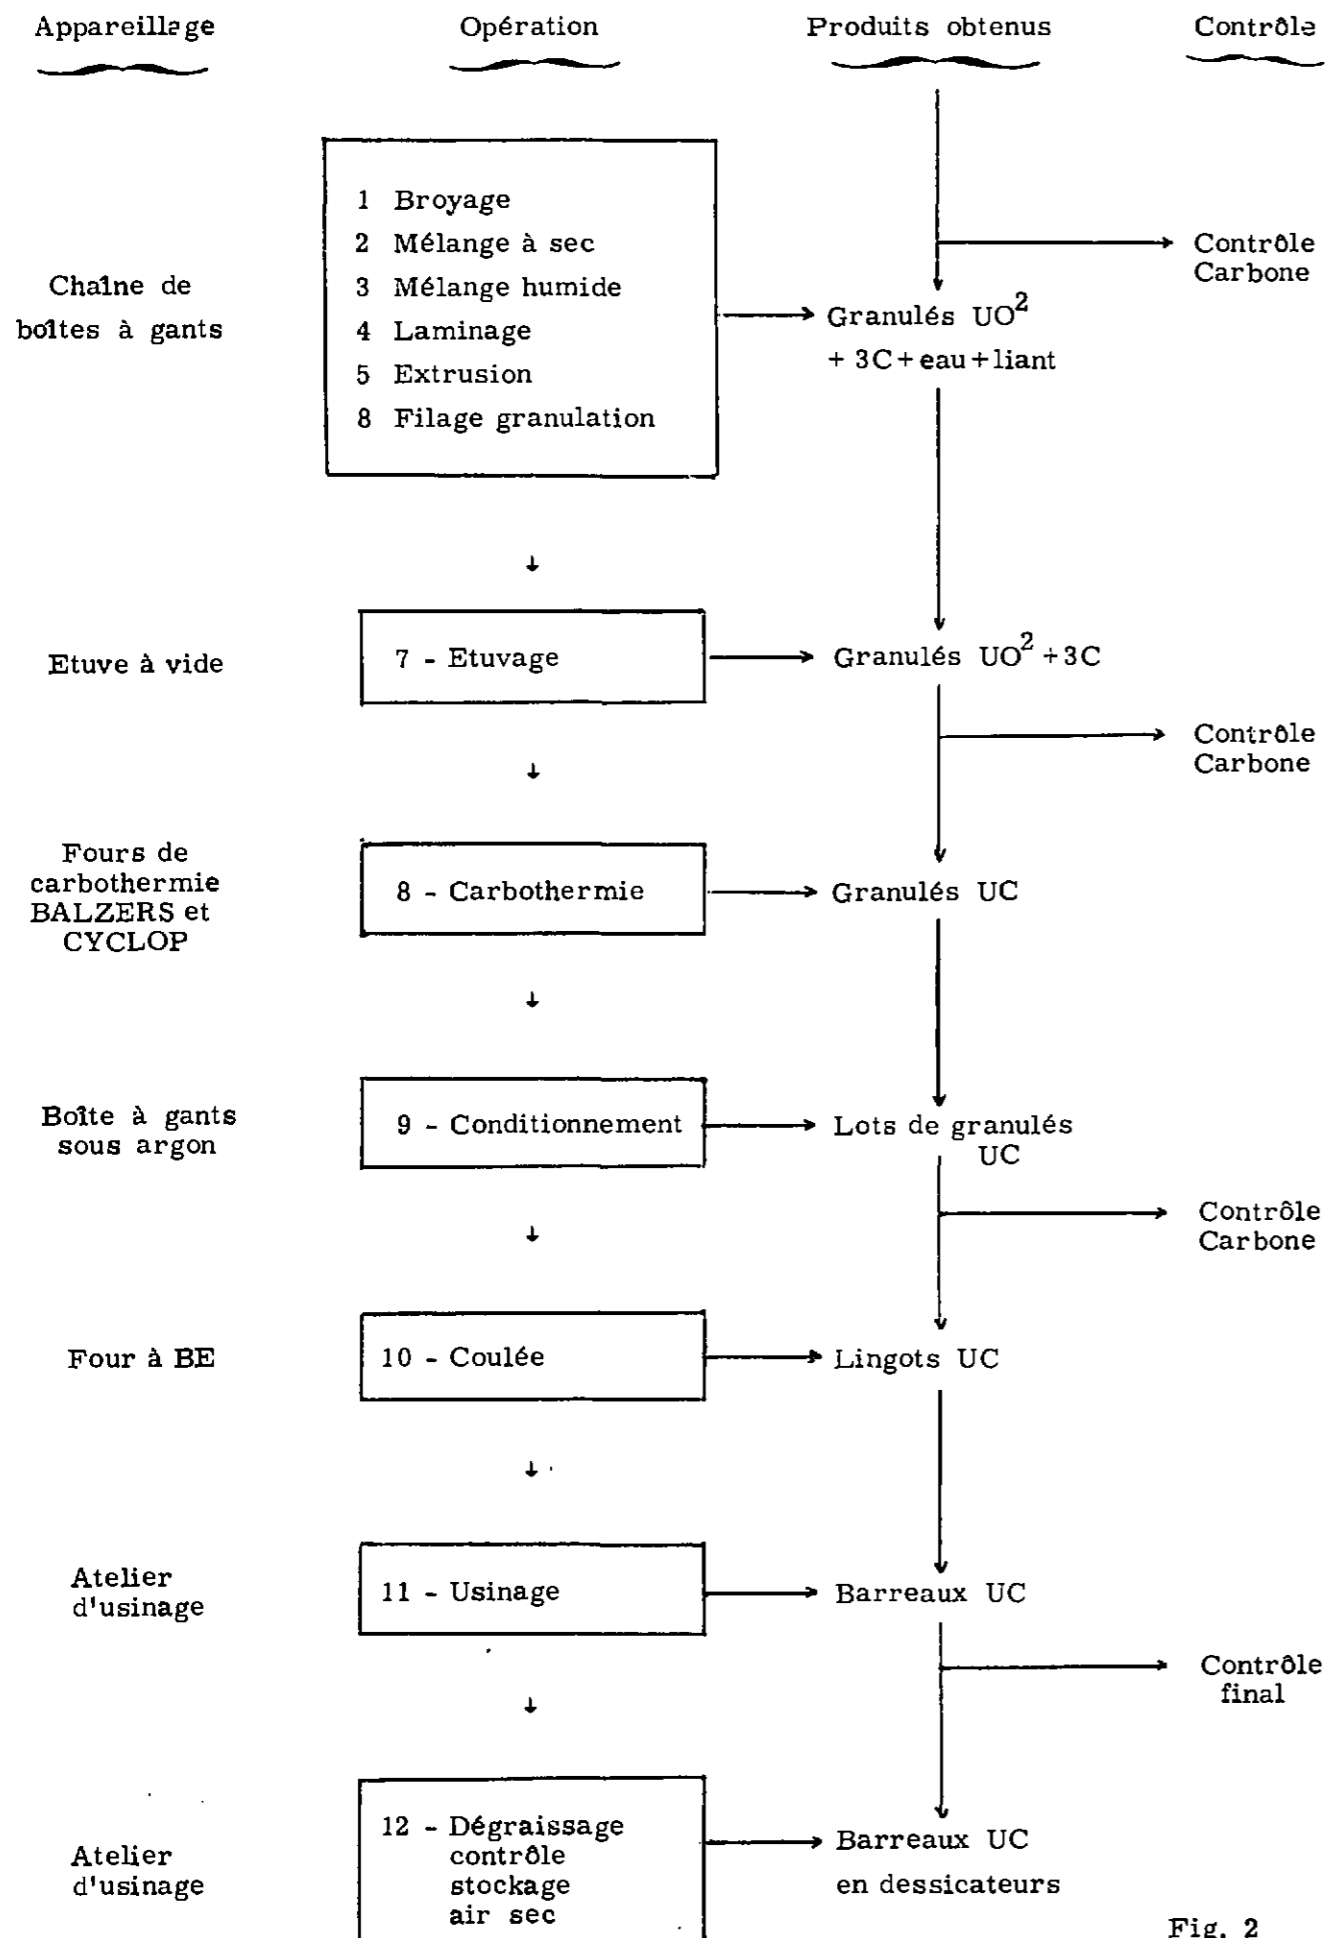 Appareillage Opération Produits obtenus Contrôle
1 Broyage
2 Mélange à sec
3 Mélange humide
4 Laminage
5 Extrusion
8 Filage granulation
Chaîne de
boîtes à gants
Granulés UO²
+ 3C + eau + liant
Contrôle
Carbone
Etuve à vide
7 - Etuvage
Granulés UO² + 3C
Contrôle
Carbone
Fours de
carbothermie
BALZERS et
CYCLOP
8 - Carbothermie
Granulés UC
Boîte à gants
sous argon
9 - Conditionnement
Lots de granulés
UC
Contrôle
Carbone
Four à BE
10 - Coulée
Lingots UC
Atelier
d'usinage
11 - Usinage
Barreaux UC
Contrôle
final
Atelier
d'usinage
12 - Dégraissage
contrôle
stockage
air sec
Barreaux UC
en dessicateurs
Fig. 2